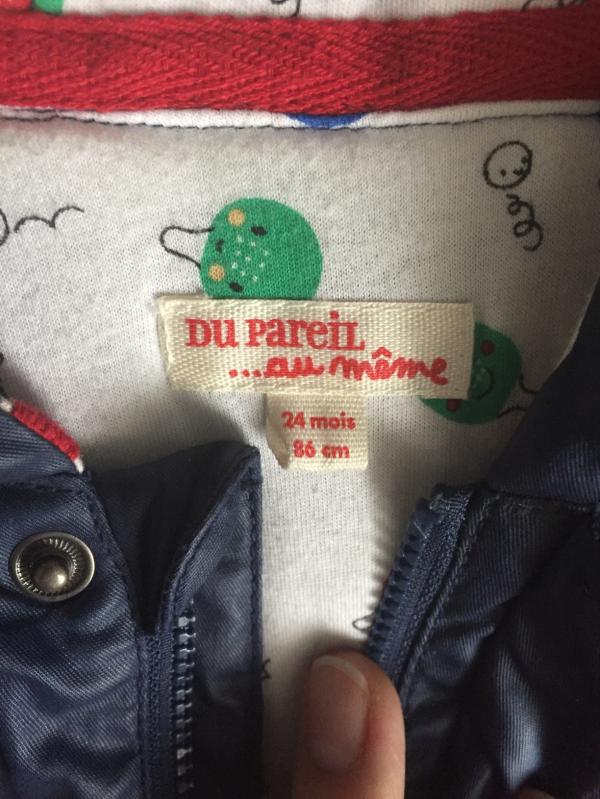 DU PAREIL
...au même
24 mois
86 cm